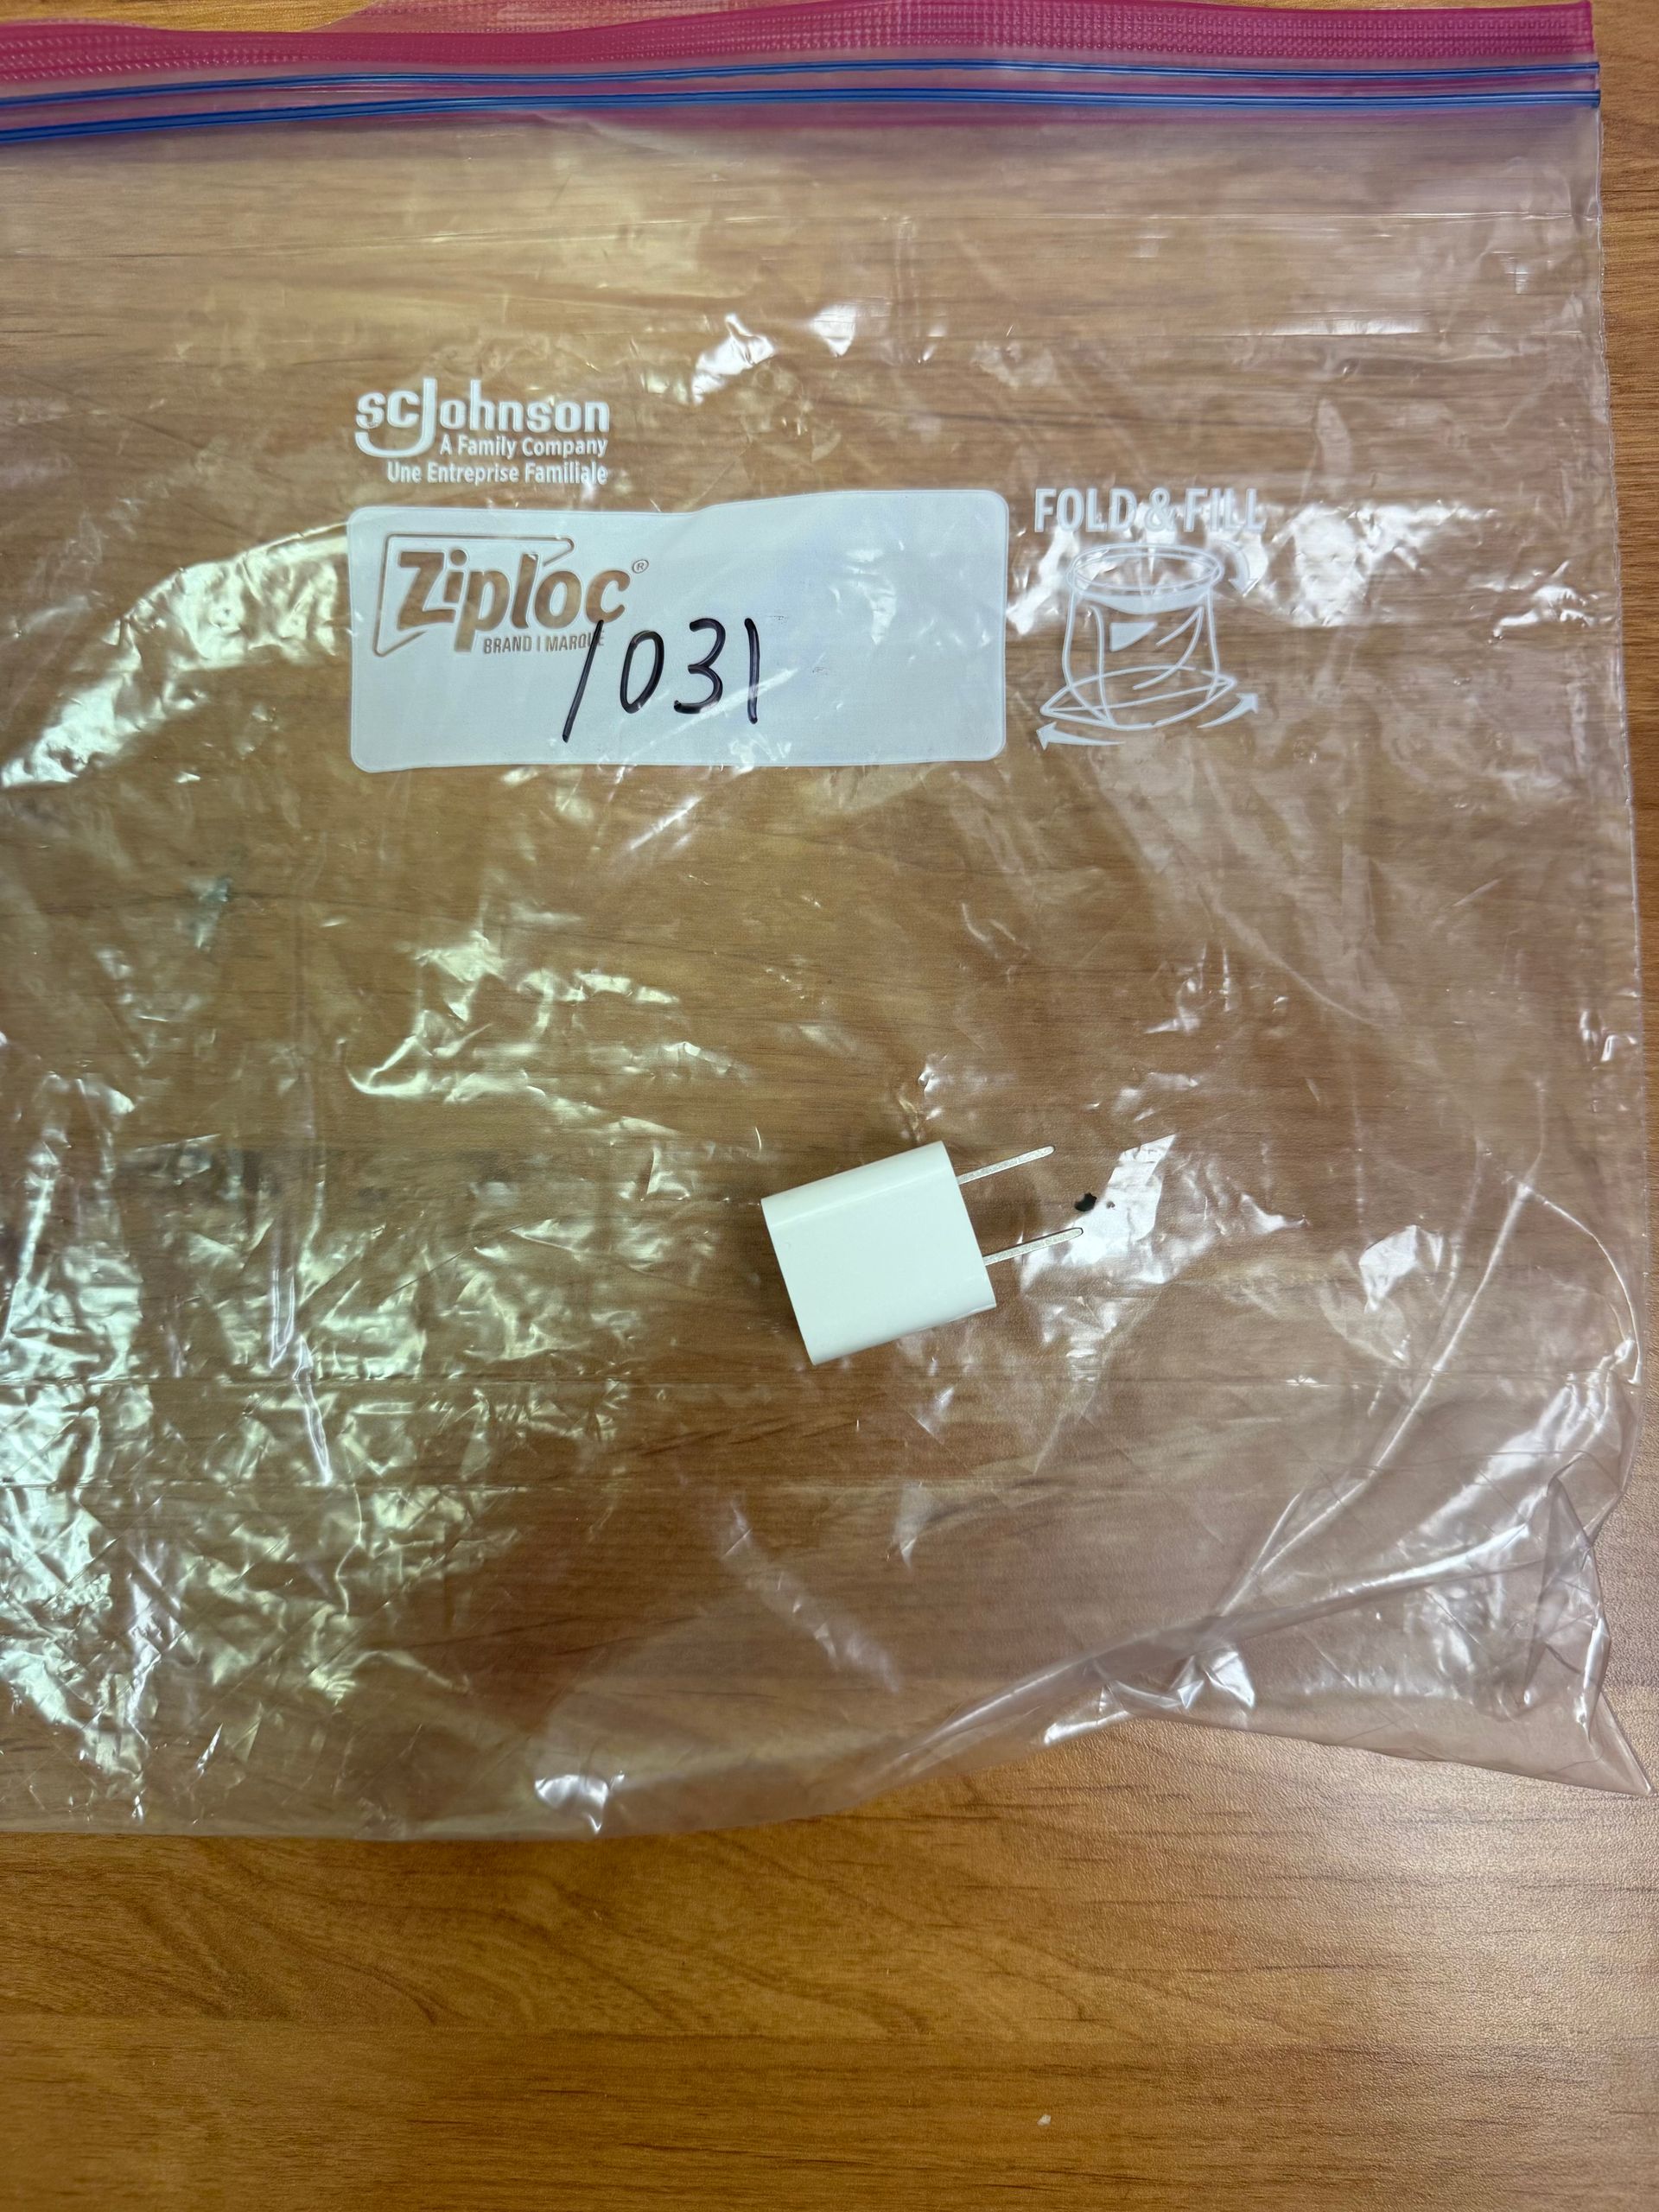 scjohnson
A Family Company
Une Entreprise Familiale
FOLD & FILL
Ziploc®
BRAND | MARQUE
1031